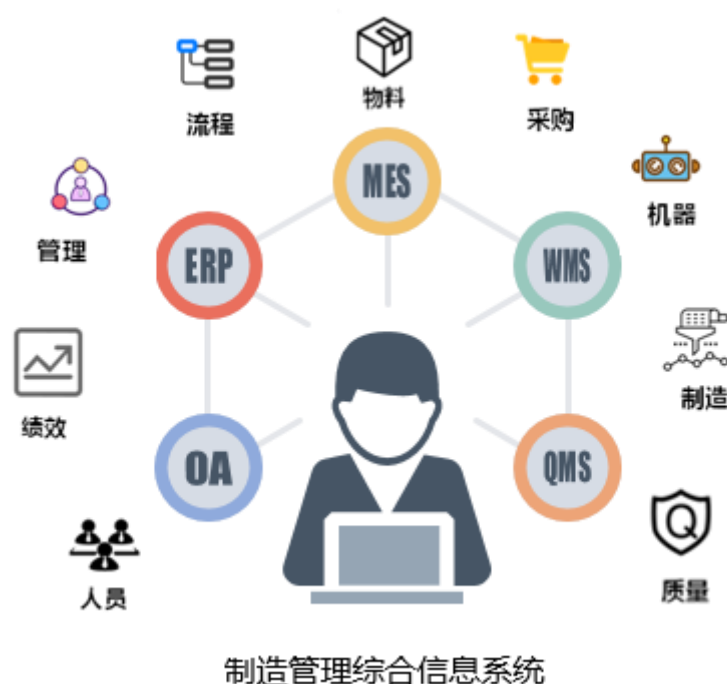 物料
流程
采购
MES
机器
管理
ERP
WMS
制造
绩效
OA
QMS
Q
人员
质量
制造管理综合信息系统